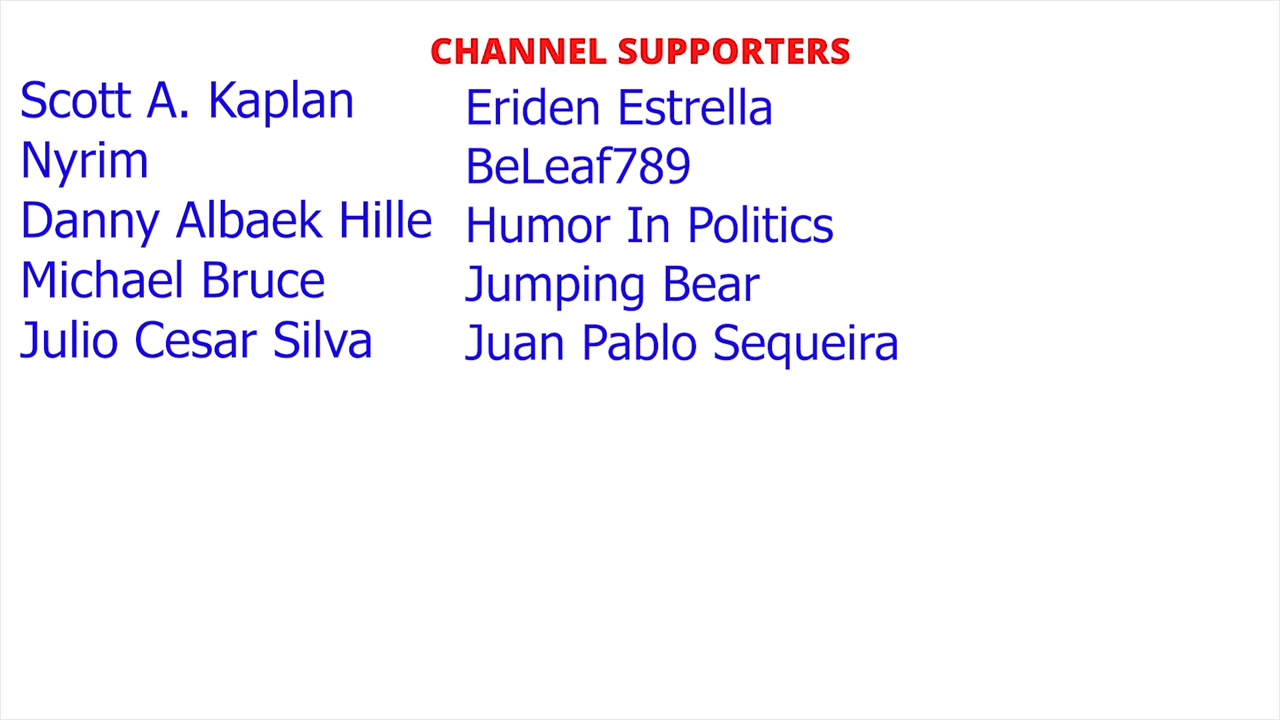 CHANNEL SUPPORTERS
Scott A. Kaplan
Nyrim
Danny Albaek Hille
Michael Bruce
Julio Cesar Silva
Eriden Estrella
BeLeaf789
Humor In Politics
Jumping Bear
Juan Pablo Sequeira